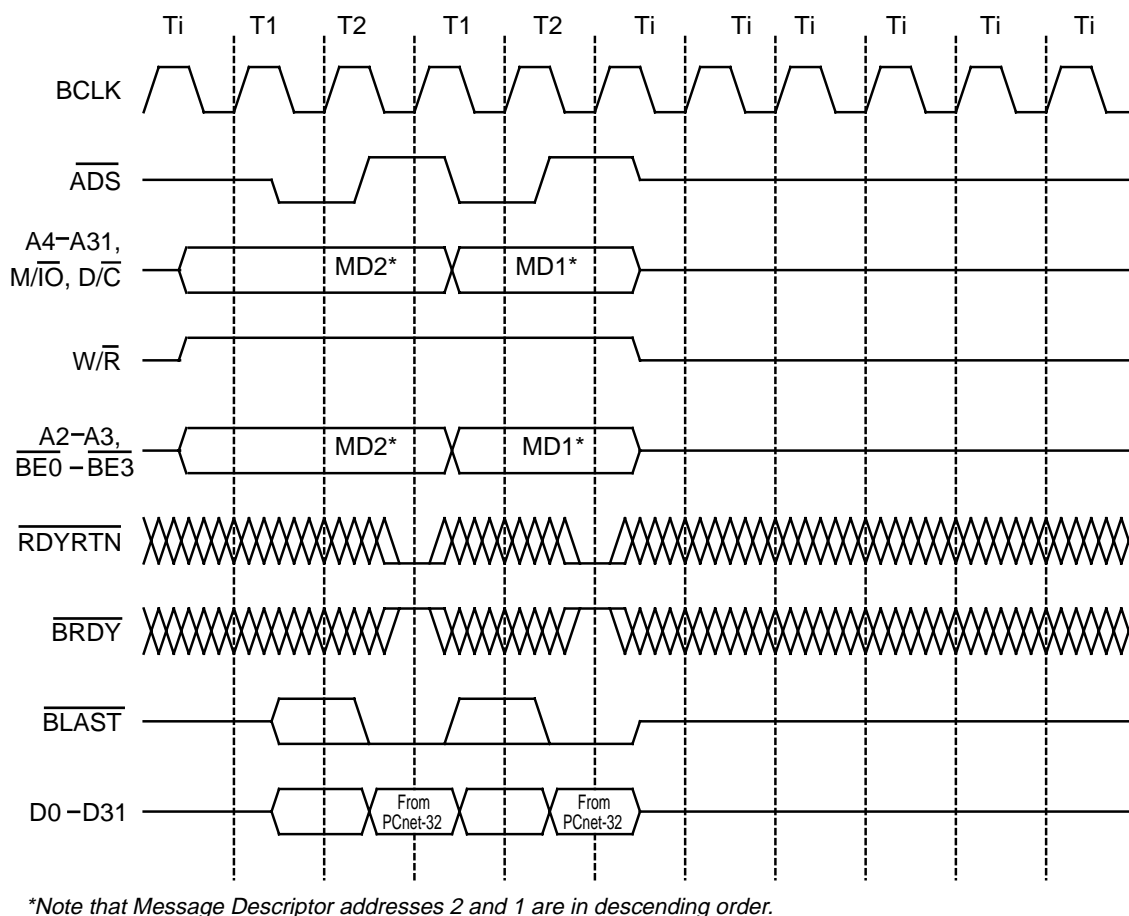 Ti T1 T2 T1 T2 Ti Ti Ti Ti Ti Ti
BCLK
ADS
A4–A31,
M/IO, D/C
MD2* MD1*
W/R
A2–A3,
BE0–BE3
MD2* MD1*
RDYRTN
BRDY
BLAST
D0–D31
From
PCnet-32
From
PCnet-32
*Note that Message Descriptor addresses 2 and 1 are in descending order.